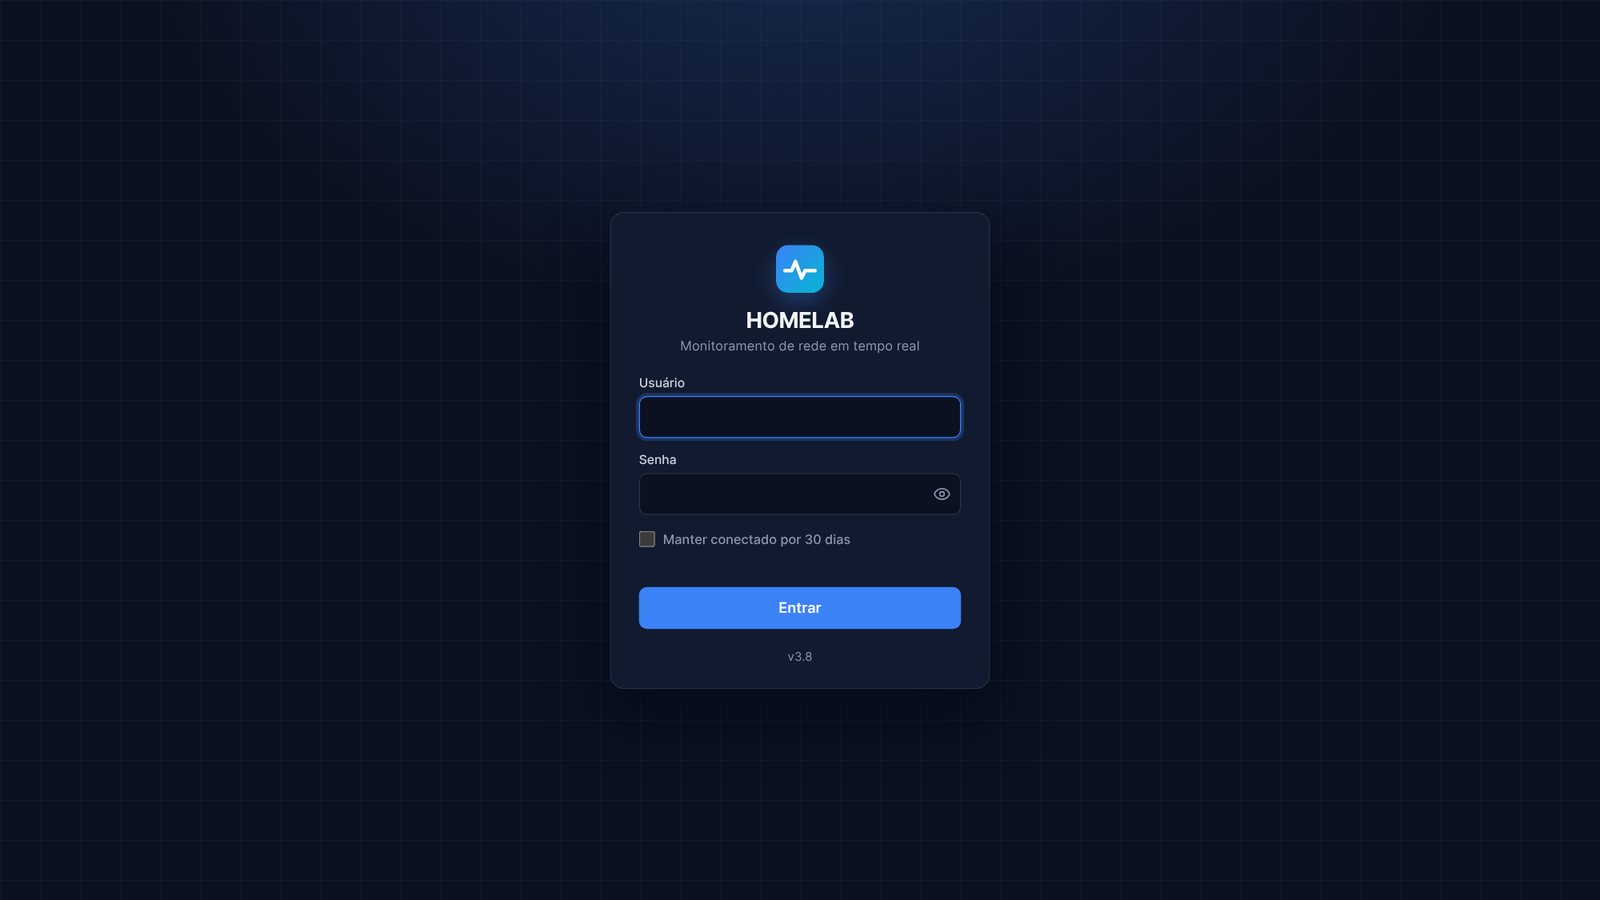 HOMELAB
Monitoramento de rede em tempo real
Usuário
Senha
Manter conectado por 30 dias
Entrar
v3.8